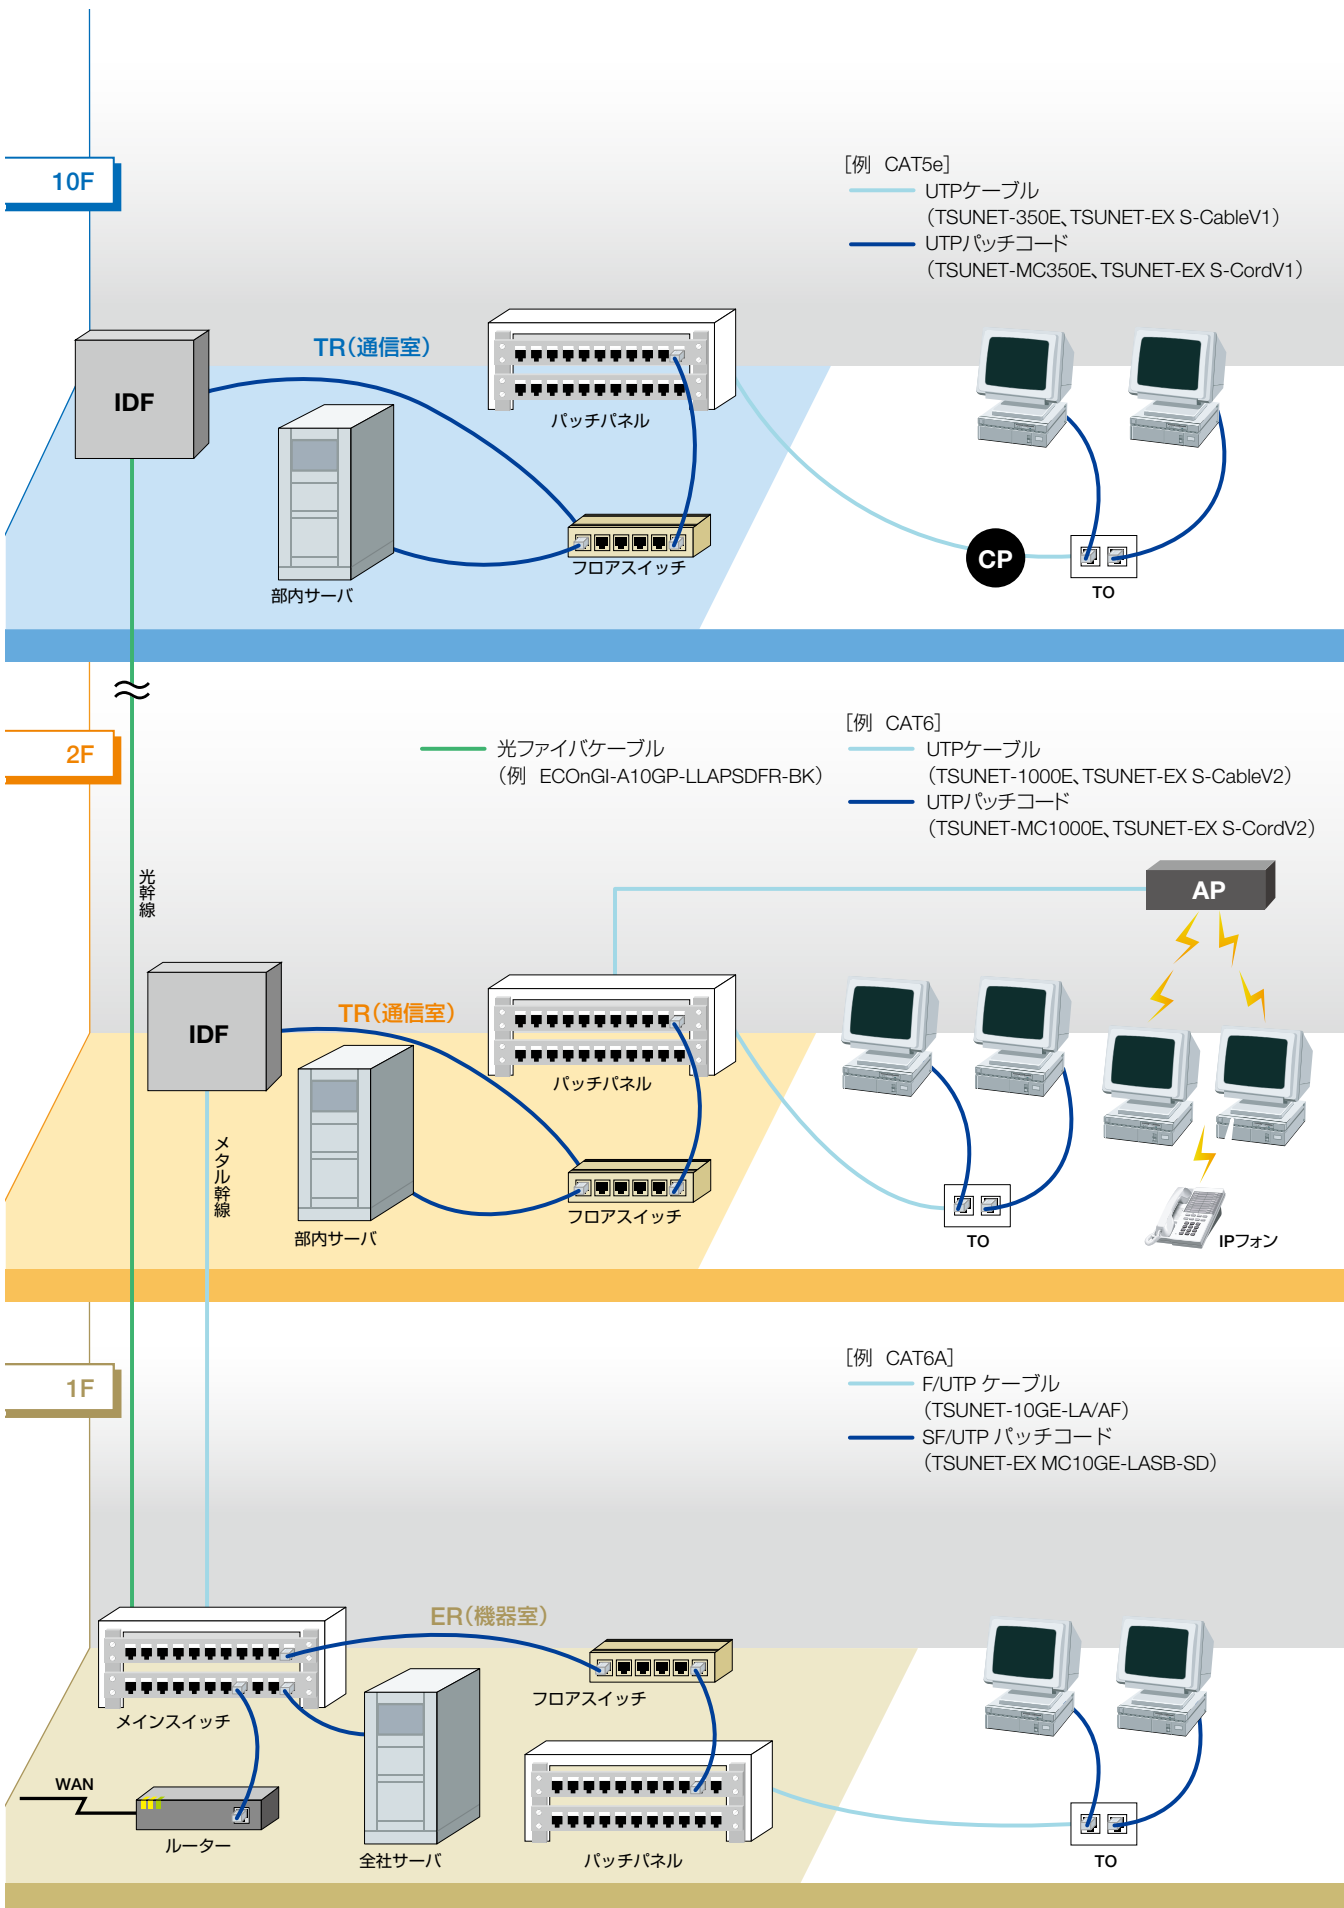 10F
［例 CAT5e］
UTPケーブル
（TSUNET-350E、TSUNET-EX S-CableV1）
UTPパッチコード
（TSUNET-MC350E、TSUNET-EX S-CordV1）
TR（通信室）
IDF
パッチパネル
フロアスイッチ
部内サーバ
CP
TO
2F
光ファイバケーブル
（例 ECOnGI-A10GP-LLAPSDFR-BK）
［例 CAT6］
UTPケーブル
（TSUNET-1000E、TSUNET-EX S-CableV2）
UTPパッチコード
（TSUNET-MC1000E、TSUNET-EX S-CordV2）
光幹線
AP
TR（通信室）
IDF
パッチパネル
メタル幹線
フロアスイッチ
部内サーバ
TO
IPフォン
1F
［例 CAT6A］
F/UTP ケーブル
（TSUNET-10GE-LA/AF）
SF/UTP パッチコード
（TSUNET-EX MC10GE-LASB-SD）
ER（機器室）
フロアスイッチ
メインスイッチ
WAN
ルーター
全社サーバ
パッチパネル
TO